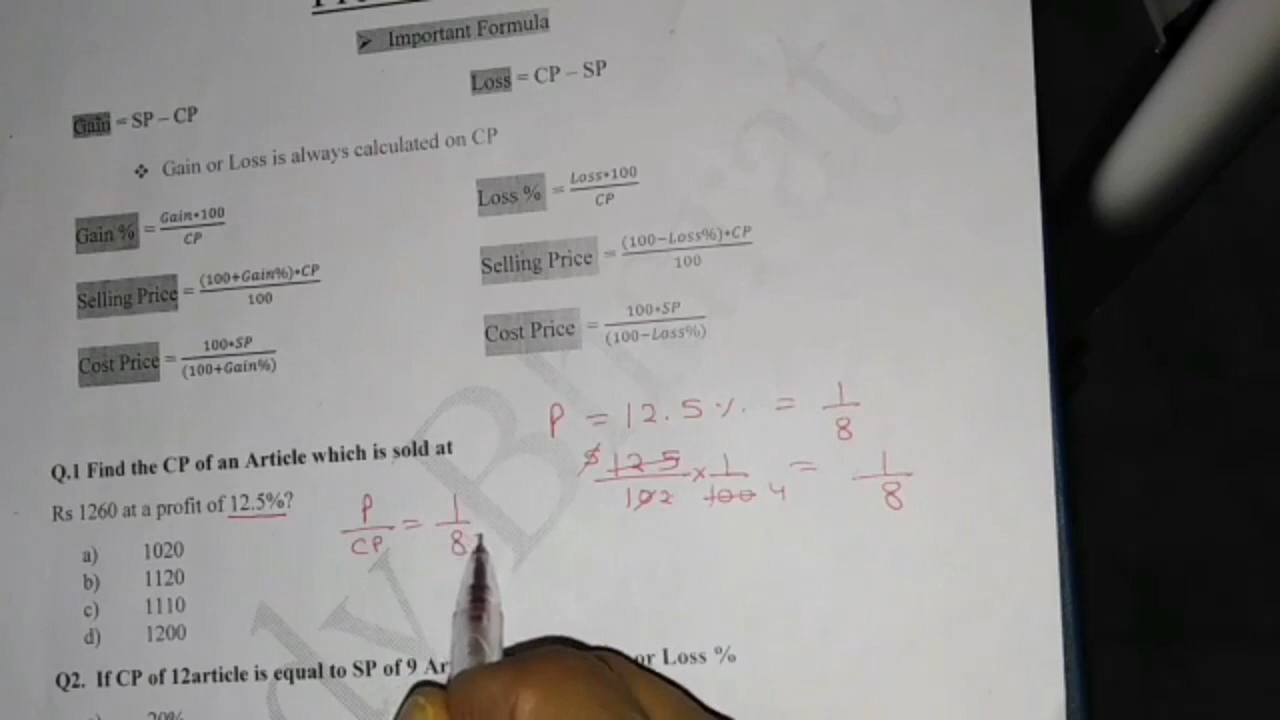 ➢ Important Formula
Gain = SP – CP
Loss = CP – SP
❖ Gain or Loss is always calculated on CP
Gain % = Gain*100 / CP
Loss % = Loss*100 / CP
Selling Price = (100+Gain%)*CP / 100
Selling Price = (100−Loss%)*CP / 100
Cost Price = 100*SP / (100+Gain%)
Cost Price = 100*SP / (100−Loss%)
P = 12.5 % = 1/8
5 125/102 × 1/100 4 = 1/8
Q.1 Find the CP of an Article which is sold at
Rs 1260 at a profit of 12.5%?
P/CP = 1/8
a) 1020
b) 1120
c) 1110
d) 1200
Q2. If CP of 12article is equal to SP of 9 Ar or Loss %
20%